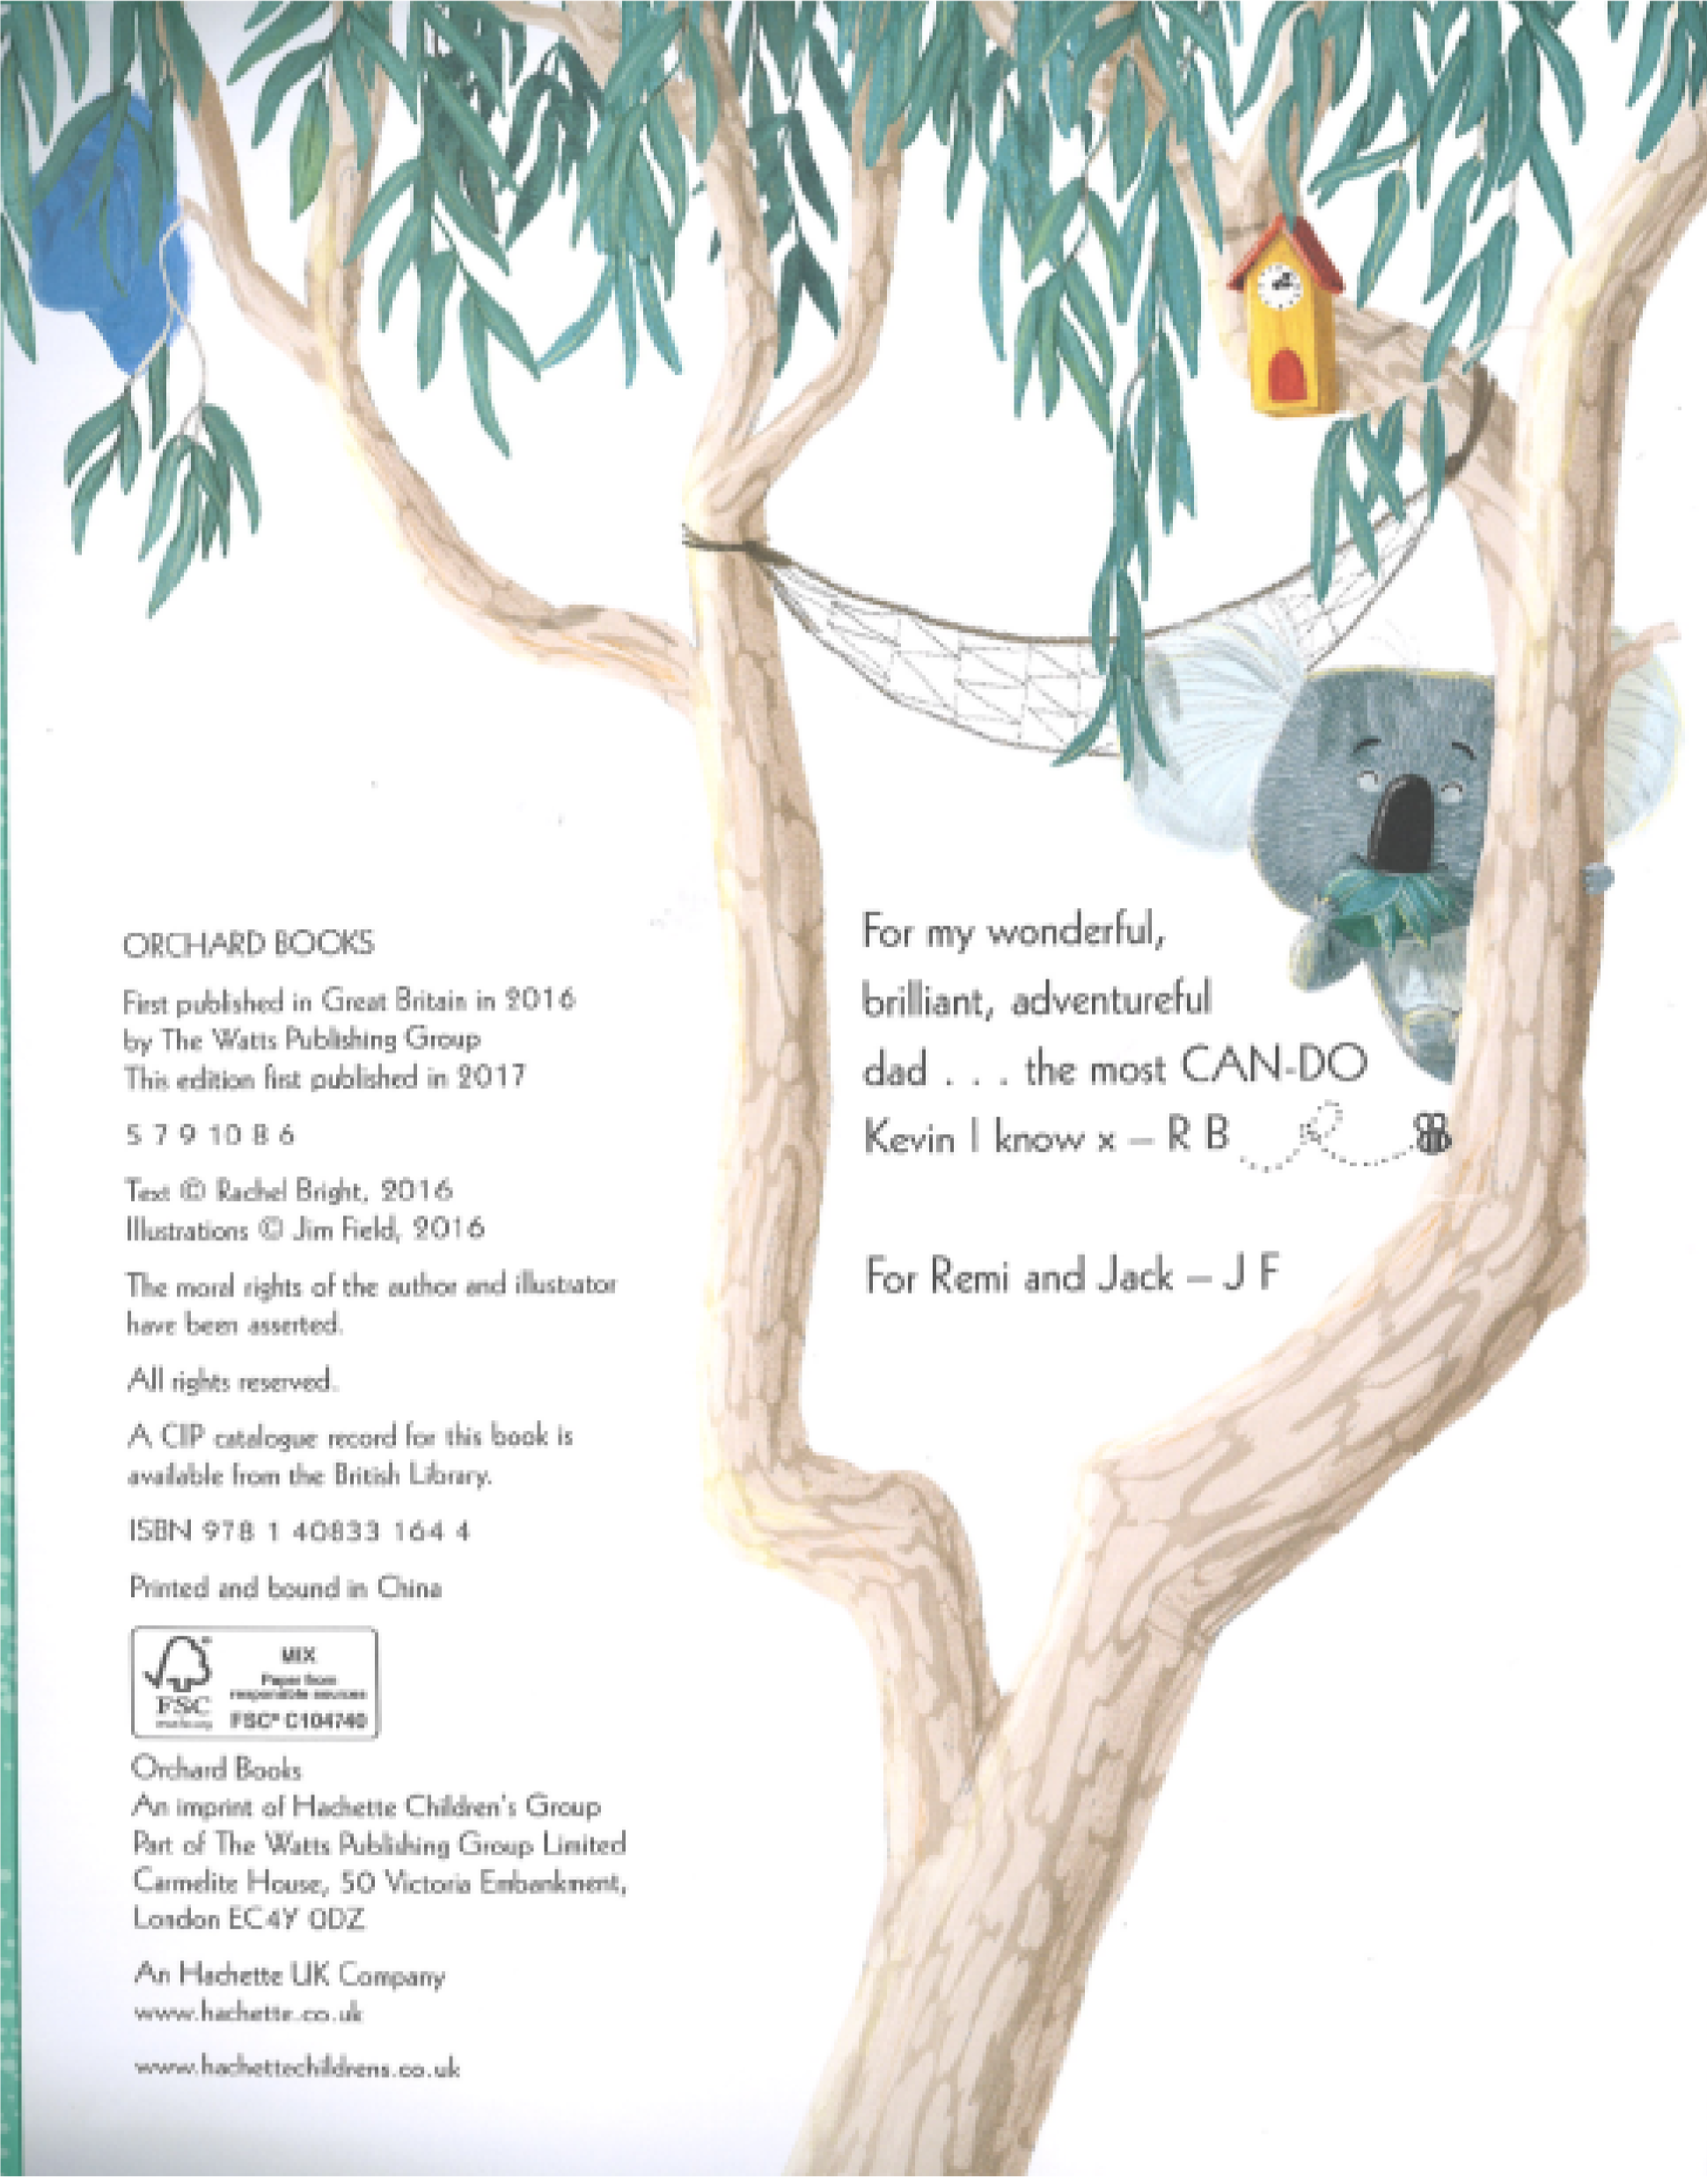 ORCHARD BOOKS
First published in Great Britain in 2016
by The Watts Publishing Group
This edition first published in 2017
5 7 9 10 8 6
Text © Rachel Bright, 2016
Illustrations © Jim Field, 2016
The moral rights of the author and illustrator
have been asserted.
All rights reserved.
A CIP catalogue record for this book is
available from the British Library.
ISBN 978 1 40833 164 4
Printed and bound in China
FSC
MIX
Paper from
responsible sources
FSC® C104740
Orchard Books
An imprint of Hachette Children's Group
Part of The Watts Publishing Group Limited
Carmelite House, 50 Victoria Embankment,
London EC4Y 0DZ
An Hachette UK Company
www.hachette.co.uk
www.hachettechildrens.co.uk
For my wonderful,
brilliant, adventureful
dad . . . the most CAN-DO
Kevin I know x – R B
For Remi and Jack – J F